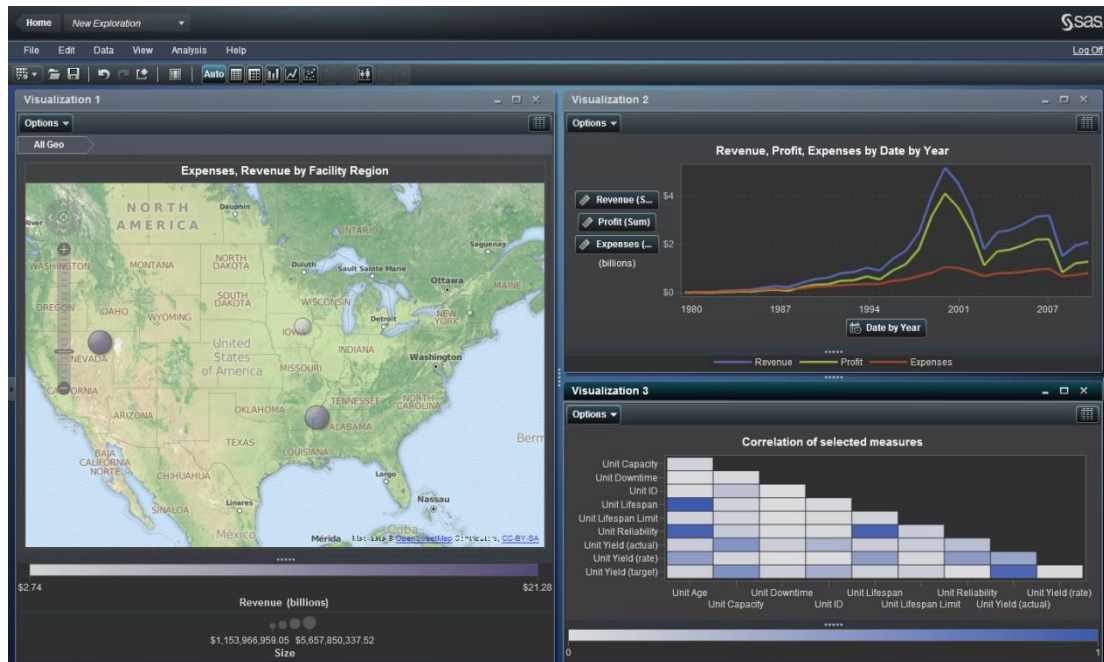 Home New Exploration
sas
File Edit Data View Analysis Help
Log Off
Auto
Visualization 1
Options
All Geo
Expenses, Revenue by Facility Region
NORTH
AMERICA
Dauphin
ONTARIO
Saguenay
WASHINGTON
MONTANA
NORTH
DAKOTA
Duluth
Sault Sainte Marie
Ottawa
MAINE
OREGON
IDAHO
WYOMING
SOUTH
DAKOTA
WISCONSIN
Detroit
NEW
YORK
IOWA
NEVADA
United
States
of America
INDIANA
MISSOURI
Washington
ARIZONA
OKLAHOMA
TENNESSEE
NORTH
CAROLINA
ALABAMA
TEXAS
LOUISIANA
BAJA
CALIFORNIA
NORTE
CHIHUAHUA
Largo
Nassau
SINALOA
Linares
México
Mérida
Cuba
OpenStreetMap
CC-BY-SA
$2.74 $21.28
Revenue (billions)
$1,153,966,959.05 $5,657,850,337.52
Size
Visualization 2
Options
Revenue, Profit, Expenses by Date by Year
Revenue (S...
Profit (Sum)
Expenses (...
(billions)
$4
$2
$0
1980 1987 1994 2001 2007
Date by Year
Revenue Profit Expenses
Visualization 3
Options
Correlation of selected measures
Unit Capacity
Unit Downtime
Unit ID
Unit Lifespan
Unit Lifespan Limit
Unit Reliability
Unit Yield (actual)
Unit Yield (rate)
Unit Yield (target)
Unit Age Unit Downtime Unit Lifespan Unit Reliability Unit Yield (rate)
Unit Capacity Unit ID Unit Lifespan Limit Unit Yield (actual)
0 1